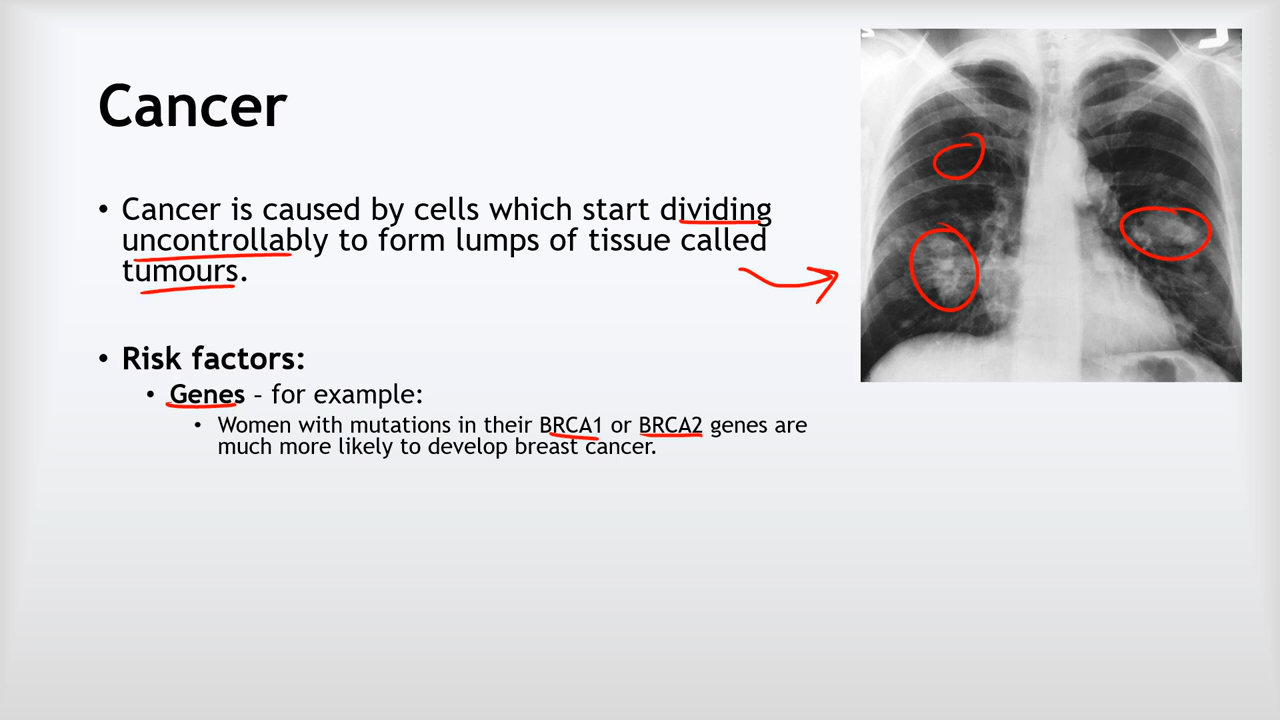 Cancer
• Cancer is caused by cells which start dividing
uncontrollably to form lumps of tissue called
tumours.
• Risk factors:
• Genes – for example:
• Women with mutations in their BRCA1 or BRCA2 genes are
much more likely to develop breast cancer.